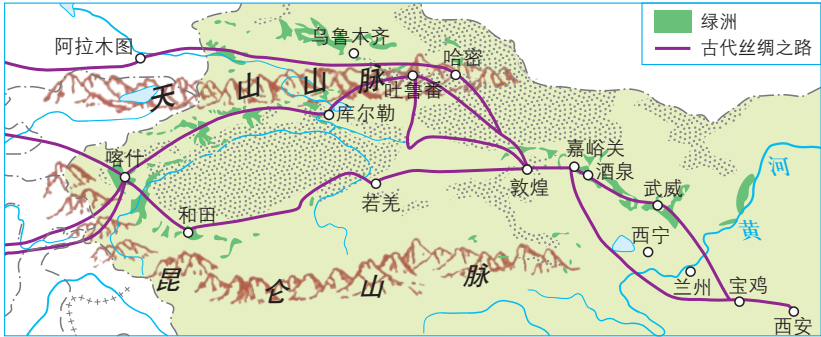 绿洲
古代丝绸之路
乌鲁木齐
阿拉木图
哈密
天山山脉
吐鲁番
库尔勒
喀什
嘉峪关
酒泉
敦煌
武威
黄河
和田
若羌
西宁
昆仑山脉
兰州
宝鸡
西安